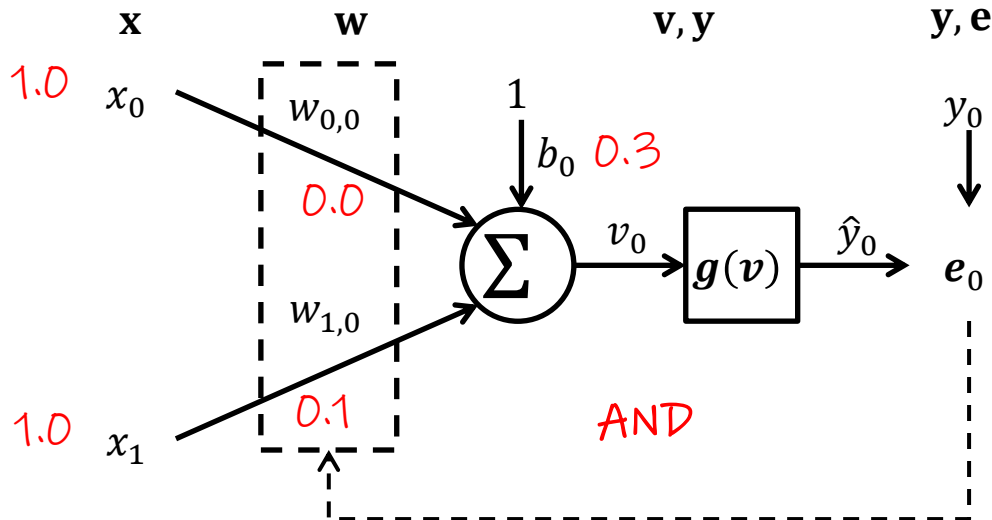 x w v, y y, e
1.0 x₀ w₀,₀ 1 y₀
b₀ 0.3
0.0
Σ v₀ g(v) ŷ₀ e₀
w₁,₀
1.0 x₁ 0.1 AND